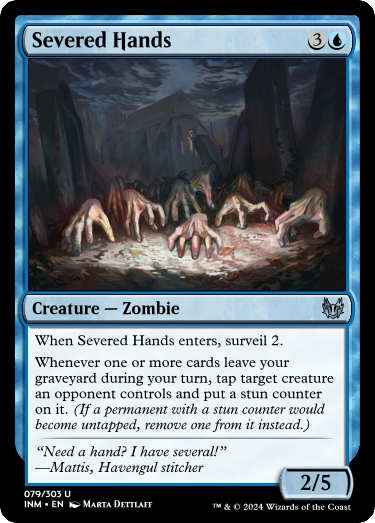 Severed Hands 3
Creature — Zombie
When Severed Hands enters, surveil 2.
Whenever one or more cards leave your
graveyard during your turn, tap target creature
an opponent controls and put a stun counter
on it. (If a permanent with a stun counter would
become untapped, remove one from it instead.)
“Need a hand? I have several!”
—Mattis, Havengul stitcher
2/5
079/303 U
INM • EN Marta Dettlaff
™ & © 2024 Wizards of the Coast